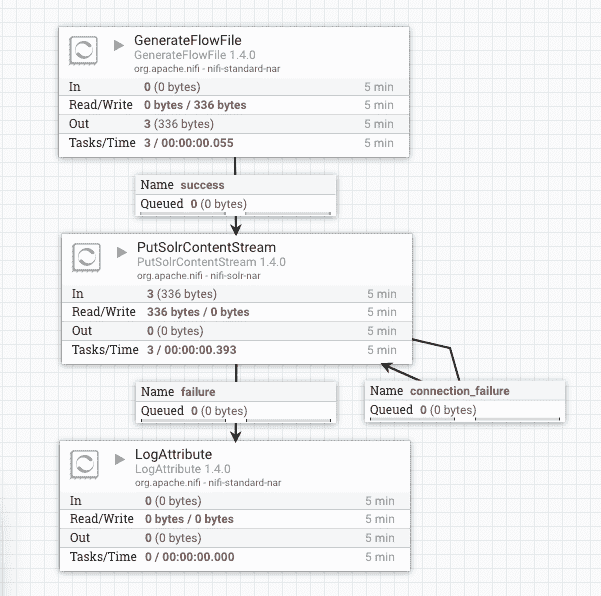 GenerateFlowFile
GenerateFlowFile 1.4.0
org.apache.nifi - nifi-standard-nar
In 0 (0 bytes) 5 min
Read/Write 0 bytes / 336 bytes 5 min
Out 3 (336 bytes) 5 min
Tasks/Time 3 / 00:00:00.055 5 min
Name success
Queued 0 (0 bytes)
PutSolrContentStream
PutSolrContentStream 1.4.0
org.apache.nifi - nifi-solr-nar
In 3 (336 bytes) 5 min
Read/Write 336 bytes / 0 bytes 5 min
Out 0 (0 bytes) 5 min
Tasks/Time 3 / 00:00:00.393 5 min
Name failure
Queued 0 (0 bytes)
Name connection_failure
Queued 0 (0 bytes)
LogAttribute
LogAttribute 1.4.0
org.apache.nifi - nifi-standard-nar
In 0 (0 bytes) 5 min
Read/Write 0 bytes / 0 bytes 5 min
Out 0 (0 bytes) 5 min
Tasks/Time 0 / 00:00:00.000 5 min